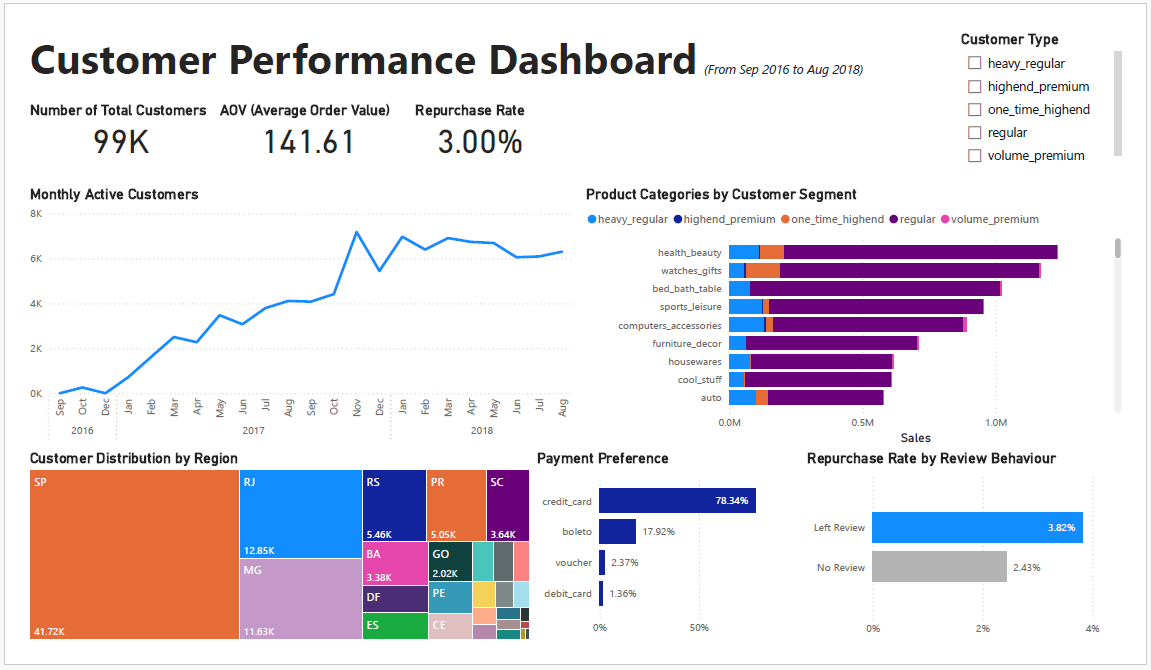 Customer Performance Dashboard (From Sep 2016 to Aug 2018)
Customer Type
heavy_regular
highend_premium
one_time_highend
regular
volume_premium
Number of Total Customers
99K
AOV (Average Order Value)
141.61
Repurchase Rate
3.00%
Monthly Active Customers
8K
6K
4K
2K
0K
Sep Oct Dec Jan Feb Mar Apr May Jun Jul Aug Sep Oct Nov Dec Jan Feb Mar Apr May Jun Jul Aug
2016 2017 2018
Product Categories by Customer Segment
heavy_regular highend_premium one_time_highend regular volume_premium
health_beauty
watches_gifts
bed_bath_table
sports_leisure
computers_accessories
furniture_decor
housewares
cool_stuff
auto
0.0M 0.5M 1.0M
Sales
Customer Distribution by Region
SP
41.72K
RJ
12.85K
MG
11.63K
RS
5.46K
PR
5.05K
SC
3.64K
BA
3.38K
GO
2.02K
DF
PE
ES
CE
Payment Preference
credit_card 78.34%
boleto 17.92%
voucher 2.37%
debit_card 1.36%
0% 50%
Repurchase Rate by Review Behaviour
Left Review 3.82%
No Review 2.43%
0% 2% 4%